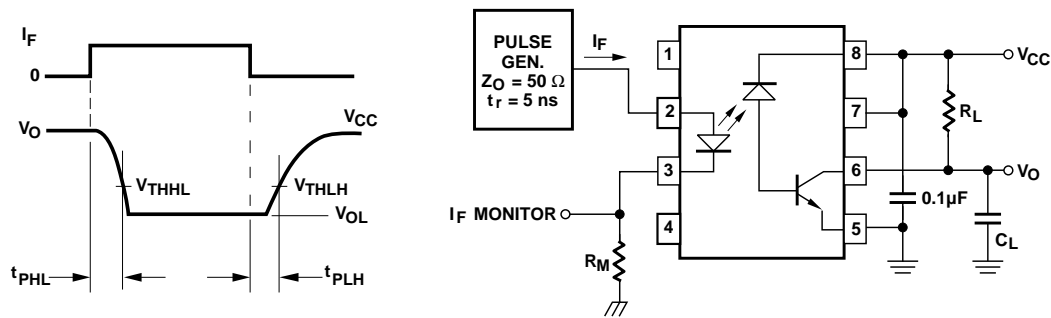 I_F
0
V_O
V_CC
V_THHL
V_THLH
V_OL
t_PHL
t_PLH
PULSE
GEN.
Z_O = 50 Ω
t_r = 5 ns
I_F
1
2
3
4
8
7
6
5
V_CC
R_L
V_O
0.1µF
C_L
I_F MONITOR
R_M